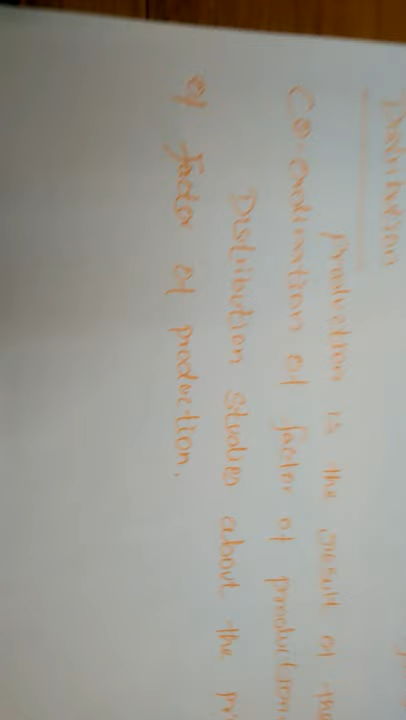 Distribution
Production is the result of the
Co-ordination of factor of production.
Distribution studies about the
of factor of production.